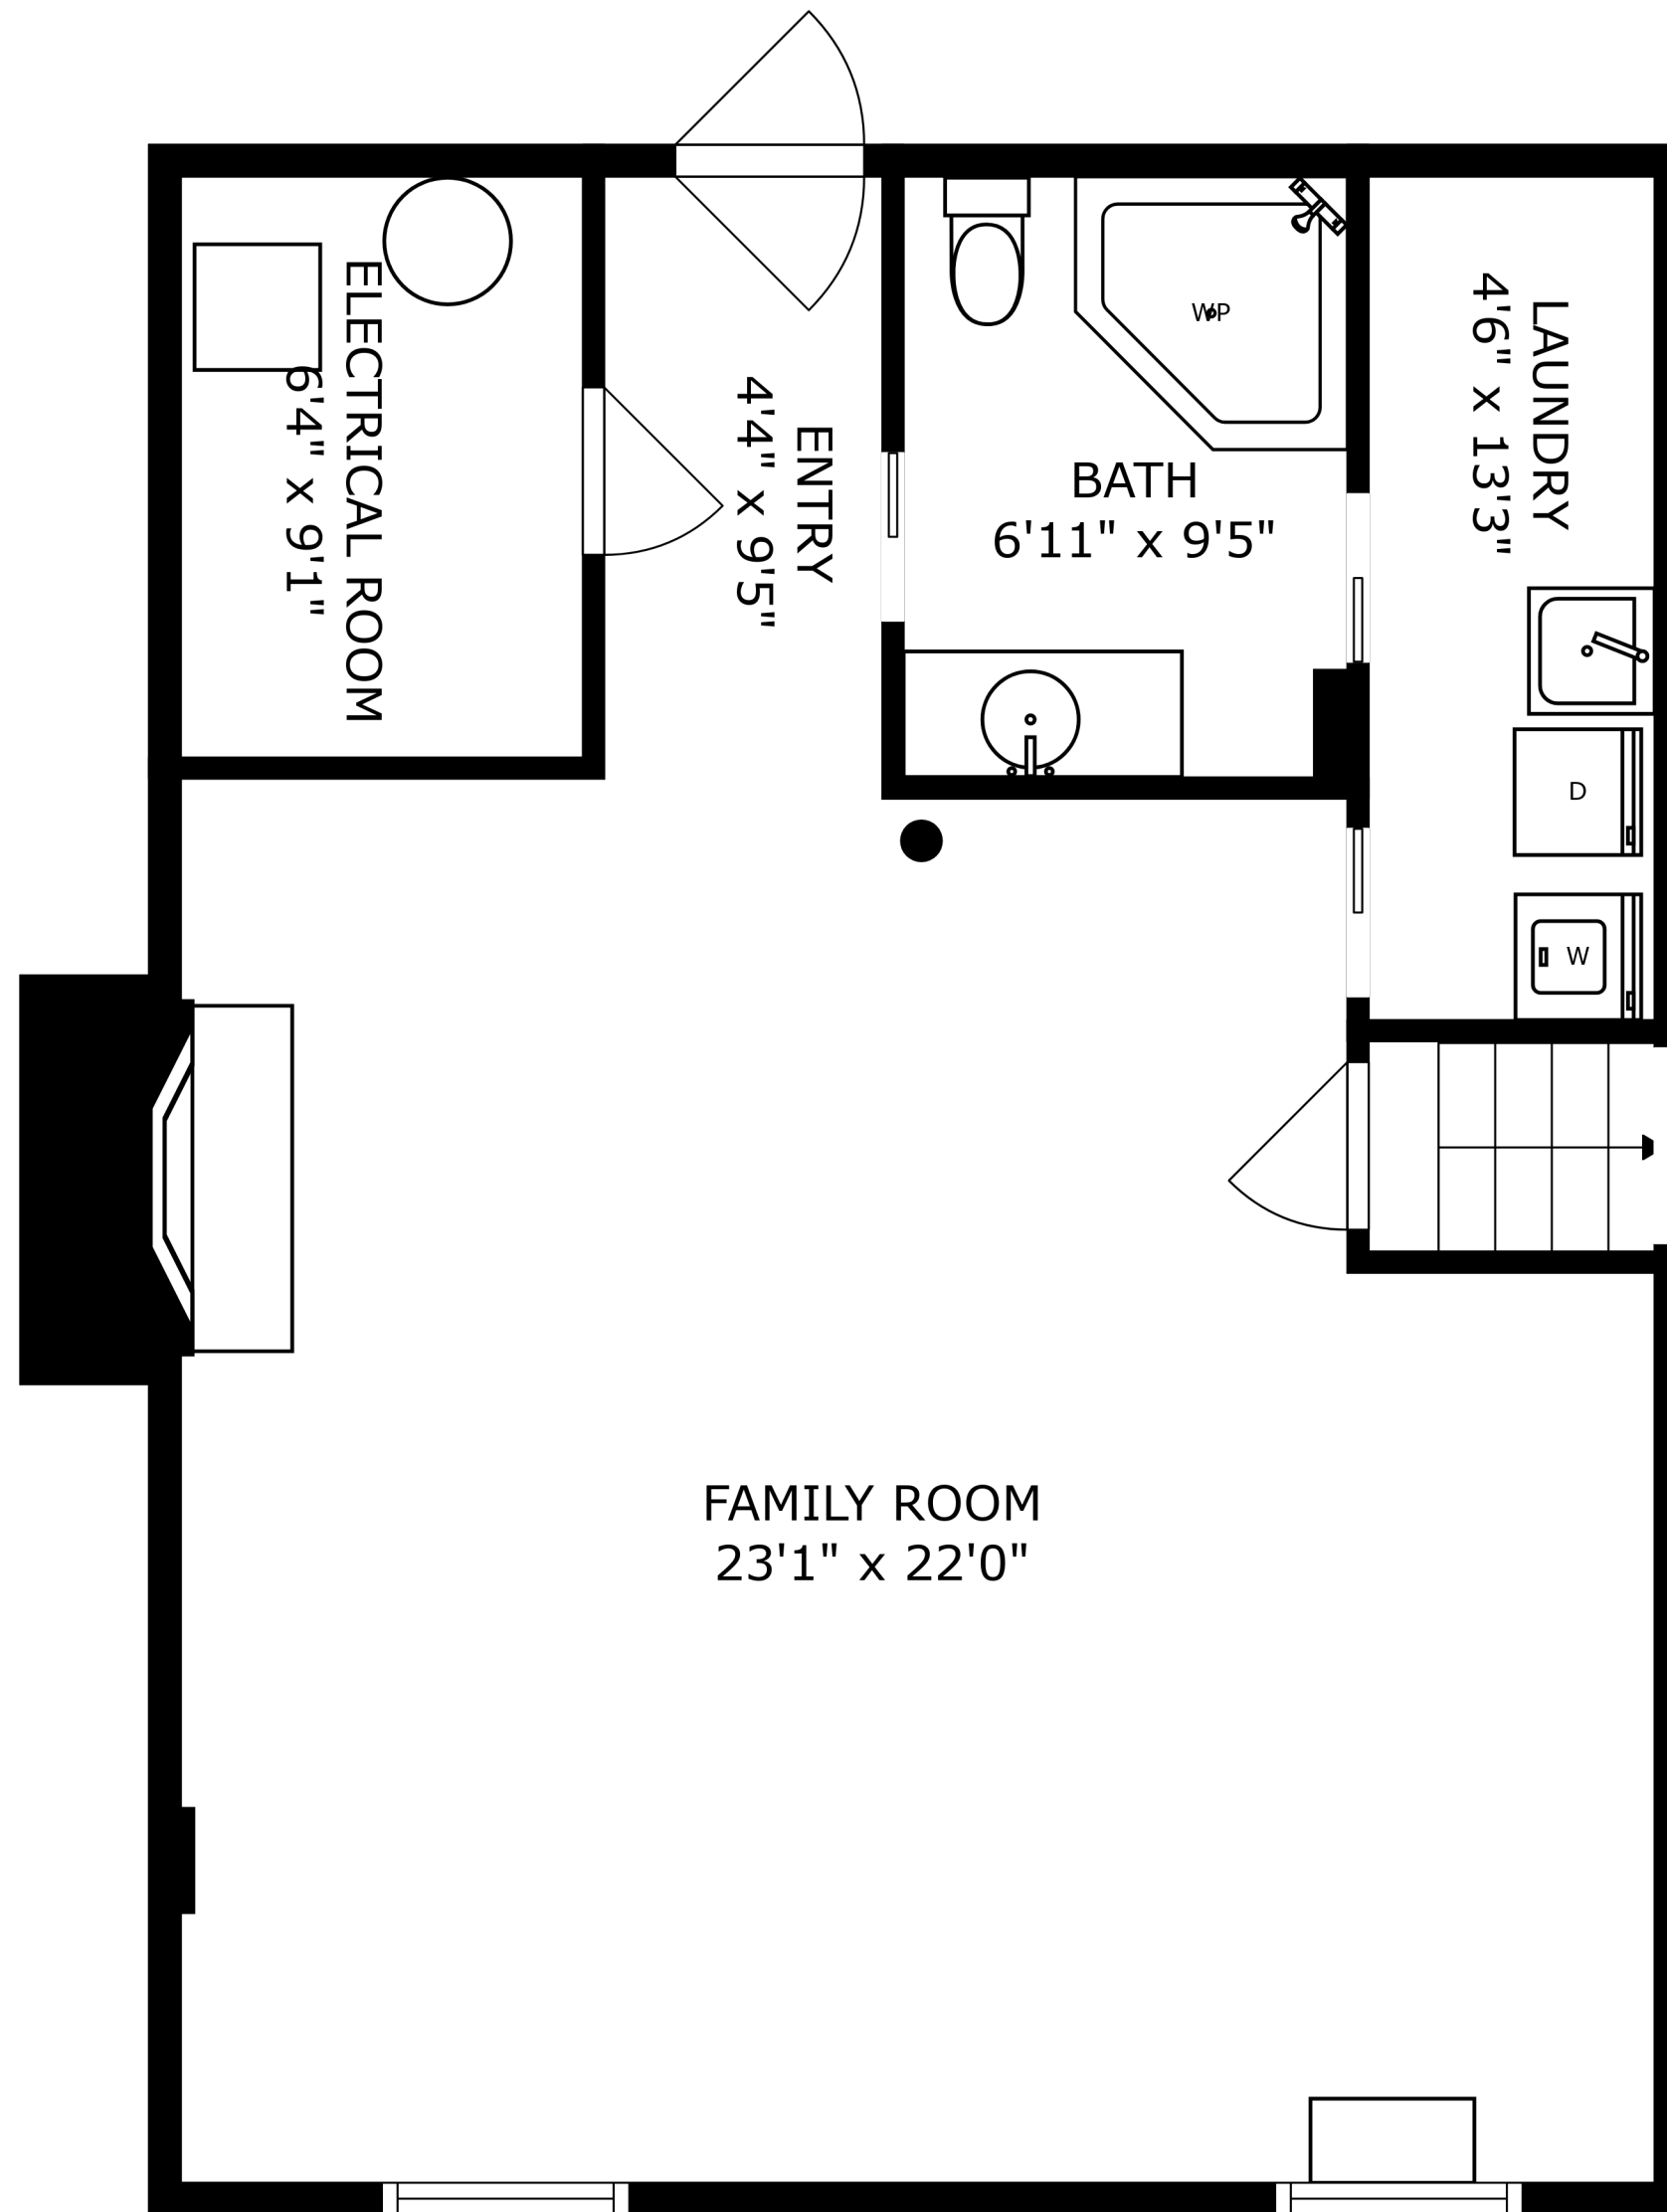 ELECTRICAL ROOM
6'4" x 9'1"
ENTRY
4'4" x 9'5"
WP
BATH
6'11" x 9'5"
LAUNDRY
4'6" x 13'3"
D
W
FAMILY ROOM
23'1" x 22'0"